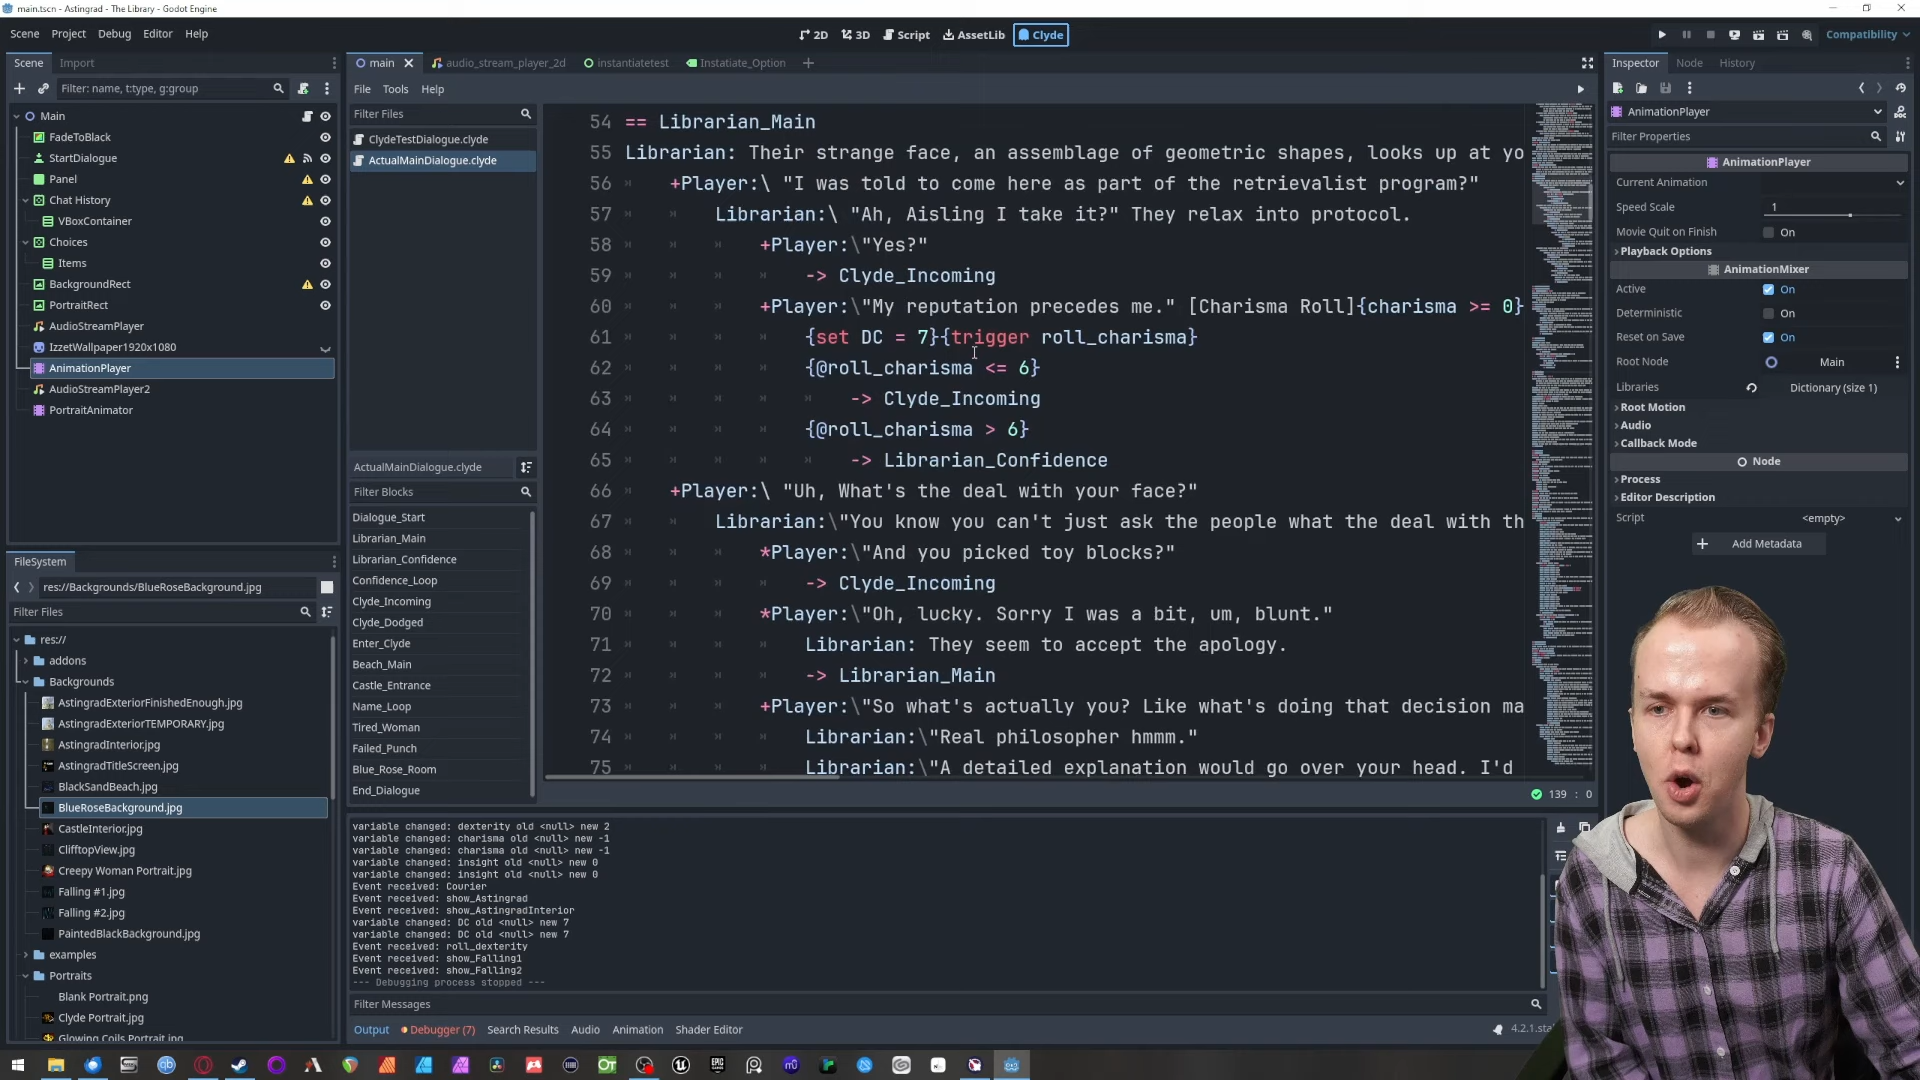 main.tscn - Astingrad - The Library - Godot Engine
Scene Project Debug Editor Help
2D 3D Script AssetLib Clyde
Compatibility
Scene Import
Filter: name, t:type, g:group
Main
FadeToBlack
StartDialogue
Panel
Chat History
VBoxContainer
Choices
Items
BackgroundRect
PortraitRect
AudioStreamPlayer
IzzetWallpaper1920x1080
AnimationPlayer
AudioStreamPlayer2
PortraitAnimator
FileSystem
res://Backgrounds/BlueRoseBackground.jpg
Filter Files
res://
addons
Backgrounds
AstingradExteriorFinishedEnough.jpg
AstingradExteriorTEMPORARY.jpg
AstingradInterior.jpg
AstingradTitleScreen.jpg
BlackSandBeach.jpg
BlueRoseBackground.jpg
CastleInterior.jpg
ClifftopView.jpg
Creepy Woman Portrait.jpg
Falling #1.jpg
Falling #2.jpg
PaintedBlackBackground.jpg
examples
Portraits
Blank Portrait.png
Clyde Portrait.jpg
Glowing Coils Portrait.jpg
main audio_stream_player_2d instantiatetest Instatiate_Option
File Tools Help
Filter Files
ClydeTestDialogue.clyde
ActualMainDialogue.clyde
ActualMainDialogue.clyde
Filter Blocks
Dialogue_Start
Librarian_Main
Librarian_Confidence
Confidence_Loop
Clyde_Incoming
Clyde_Dodged
Enter_Clyde
Beach_Main
Castle_Entrance
Name_Loop
Tired_Woman
Failed_Punch
Blue_Rose_Room
End_Dialogue
54 == Librarian_Main
55 Librarian: Their strange face, an assemblage of geometric shapes, looks up at yo
56 +Player:\ "I was told to come here as part of the retrievalist program?"
57 Librarian:\ "Ah, Aisling I take it?" They relax into protocol.
58 +Player:\"Yes?"
59 -> Clyde_Incoming
60 +Player:\"My reputation precedes me." [Charisma Roll]{charisma >= 0}
61 {set DC = 7}{trigger roll_charisma}
62 {@roll_charisma <= 6}
63 -> Clyde_Incoming
64 {@roll_charisma > 6}
65 -> Librarian_Confidence
66 +Player:\ "Uh, What's the deal with your face?"
67 Librarian:\"You know you can't just ask the people what the deal with th
68 *Player:\"And you picked toy blocks?"
69 -> Clyde_Incoming
70 *Player:\"Oh, lucky. Sorry I was a bit, um, blunt."
71 Librarian: They seem to accept the apology.
72 -> Librarian_Main
73 +Player:\"So what's actually you? Like what's doing that decision ma
74 Librarian:\"Real philosopher hmmm."
75 Librarian:\"A detailed explanation would go over your head. I'd
139 : 0
variable changed: dexterity old <null> new 2
variable changed: charisma old <null> new -1
variable changed: charisma old <null> new -1
variable changed: insight old <null> new 0
variable changed: insight old <null> new 0
Event received: Courier
Event received: show_Astingrad
Event received: show_AstingradInterior
variable changed: DC old <null> new 7
variable changed: DC old <null> new 7
Event received: roll_dexterity
Event received: show_Falling1
Event received: show_Falling2
--- Debugging process stopped ---
Filter Messages
Output Debugger (7) Search Results Audio Animation Shader Editor
4.2.1.sta
Inspector Node History
AnimationPlayer
Filter Properties
AnimationPlayer
Current Animation
Speed Scale 1
Movie Quit on Finish On
Playback Options
AnimationMixer
Active On
Deterministic On
Reset on Save On
Root Node Main
Libraries Dictionary (size 1)
Root Motion
Audio
Callback Mode
Node
Process
Editor Description
Script <empty>
Add Metadata